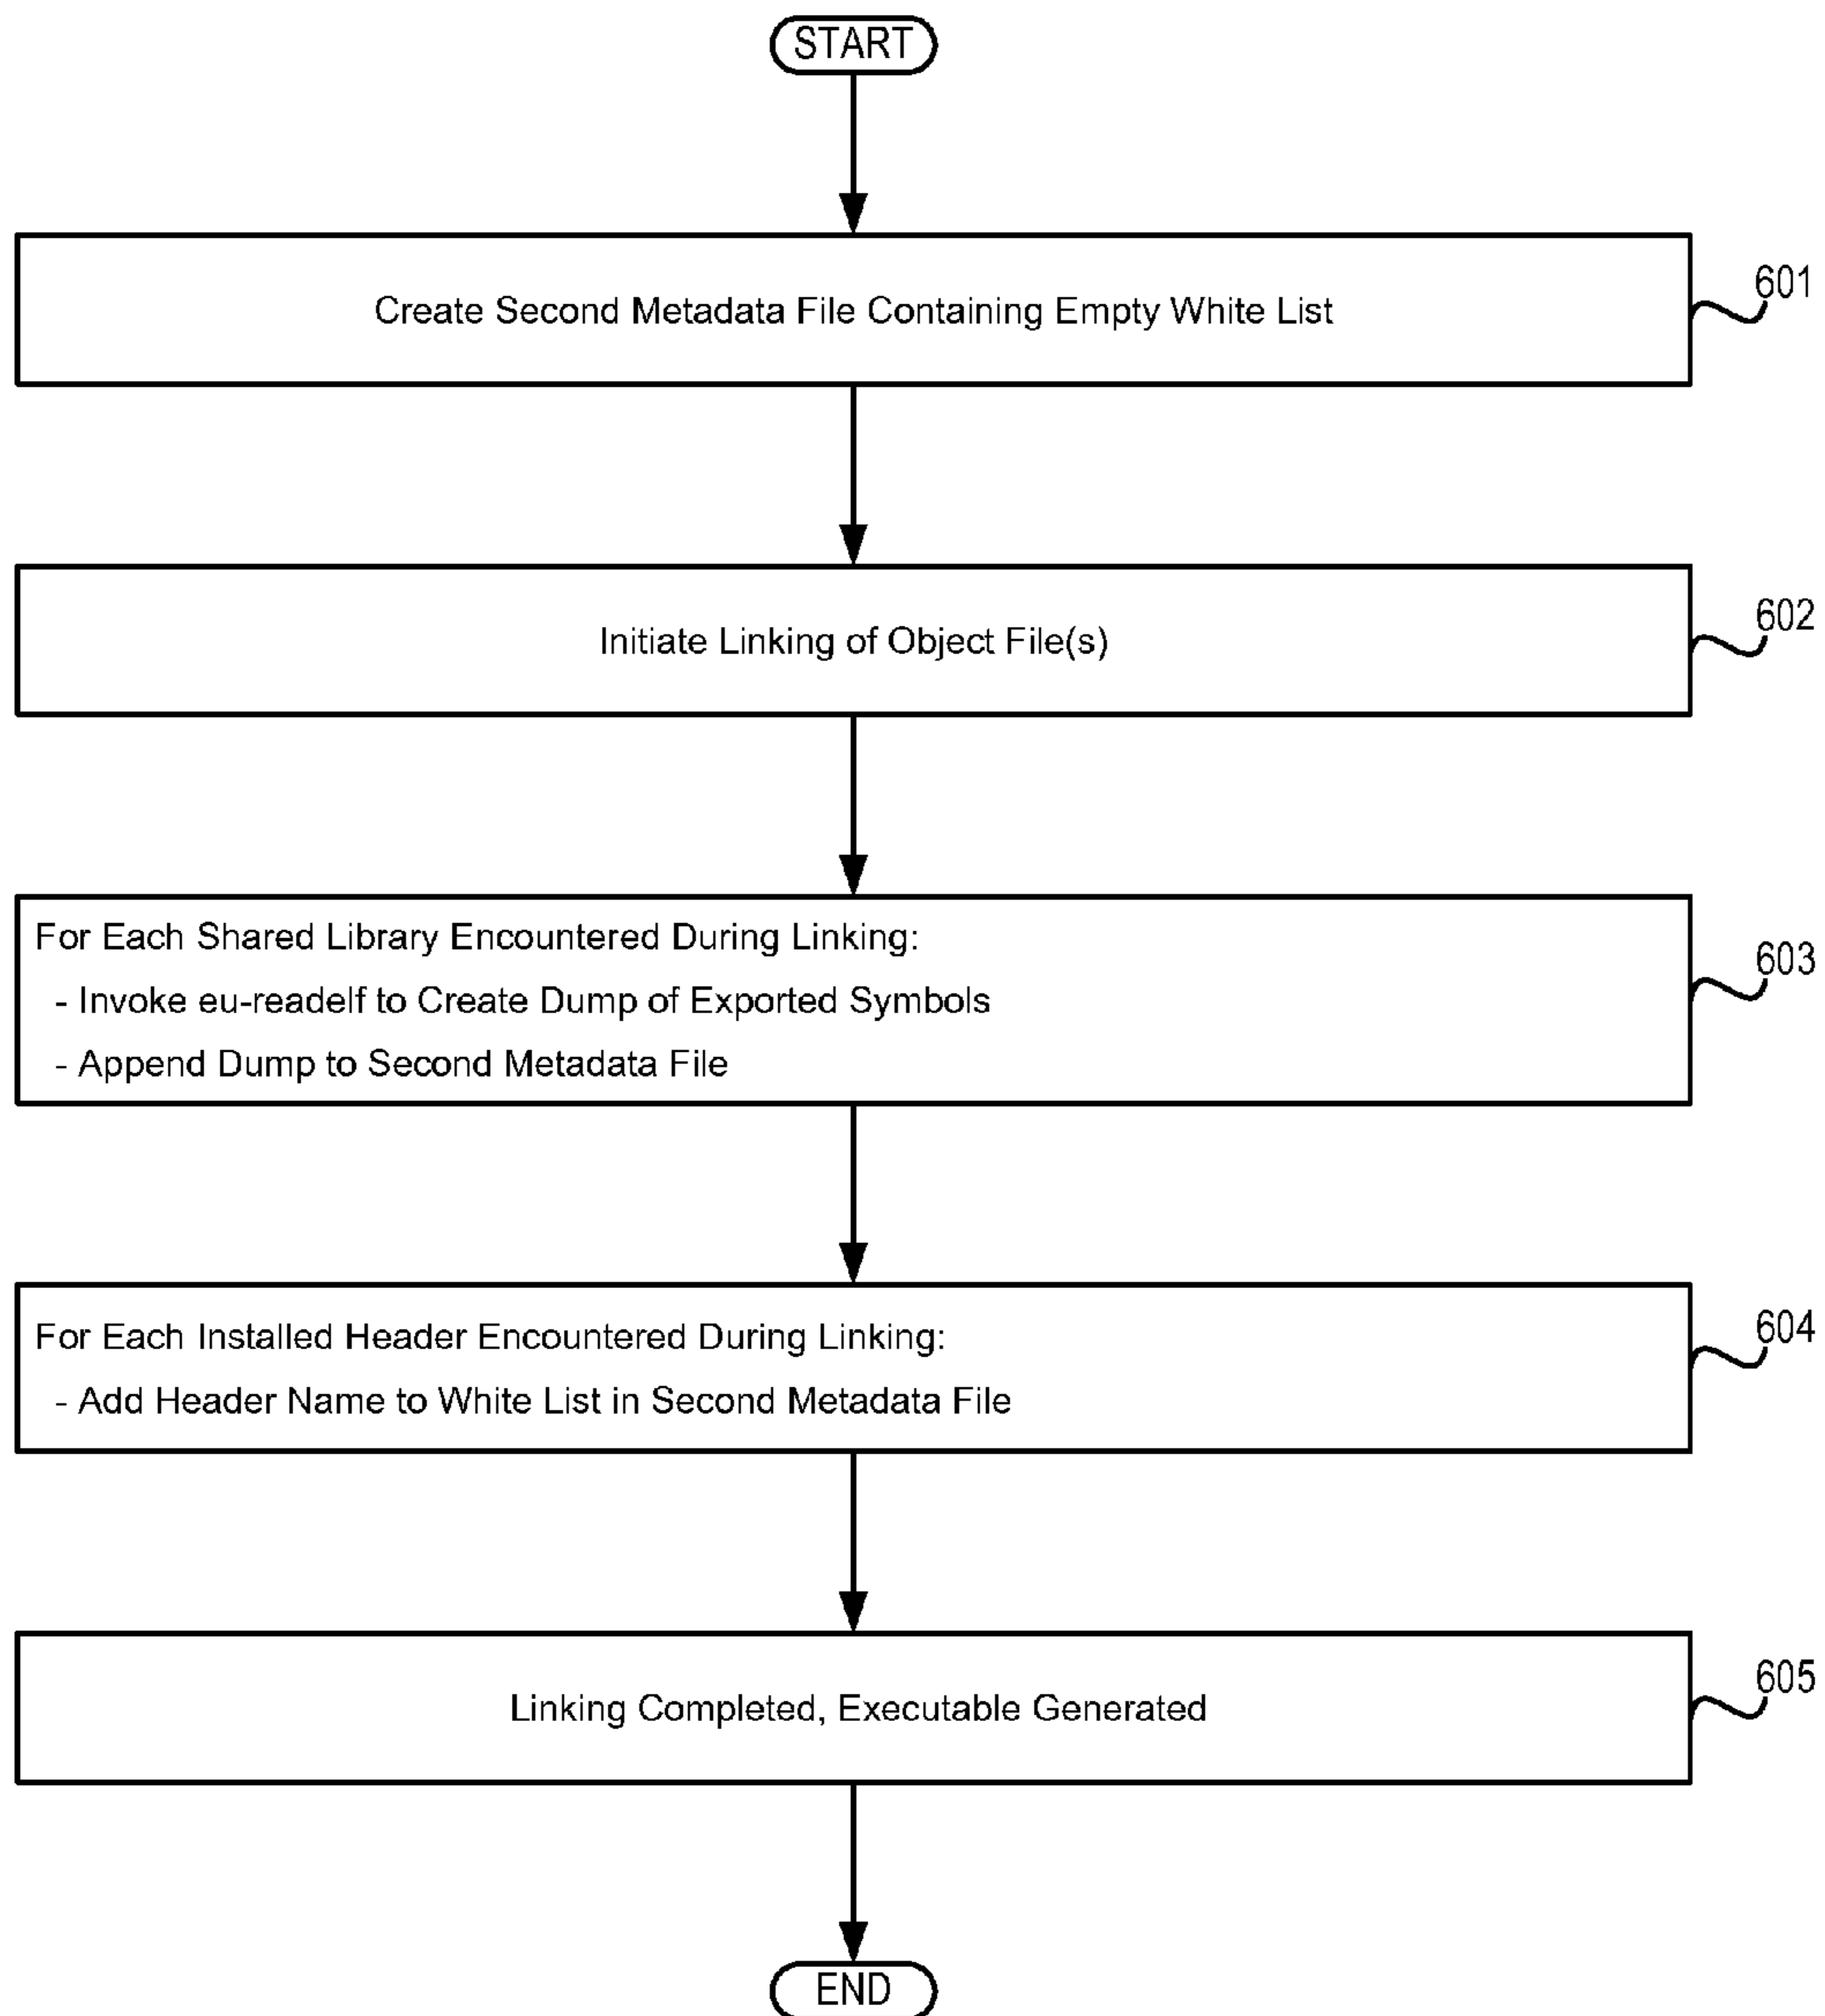 START
Create Second Metadata File Containing Empty White List
601
Initiate Linking of Object File(s)
602
For Each Shared Library Encountered During Linking:
- Invoke eu-readelf to Create Dump of Exported Symbols
- Append Dump to Second Metadata File
603
For Each Installed Header Encountered During Linking:
- Add Header Name to White List in Second Metadata File
604
Linking Completed, Executable Generated
605
END